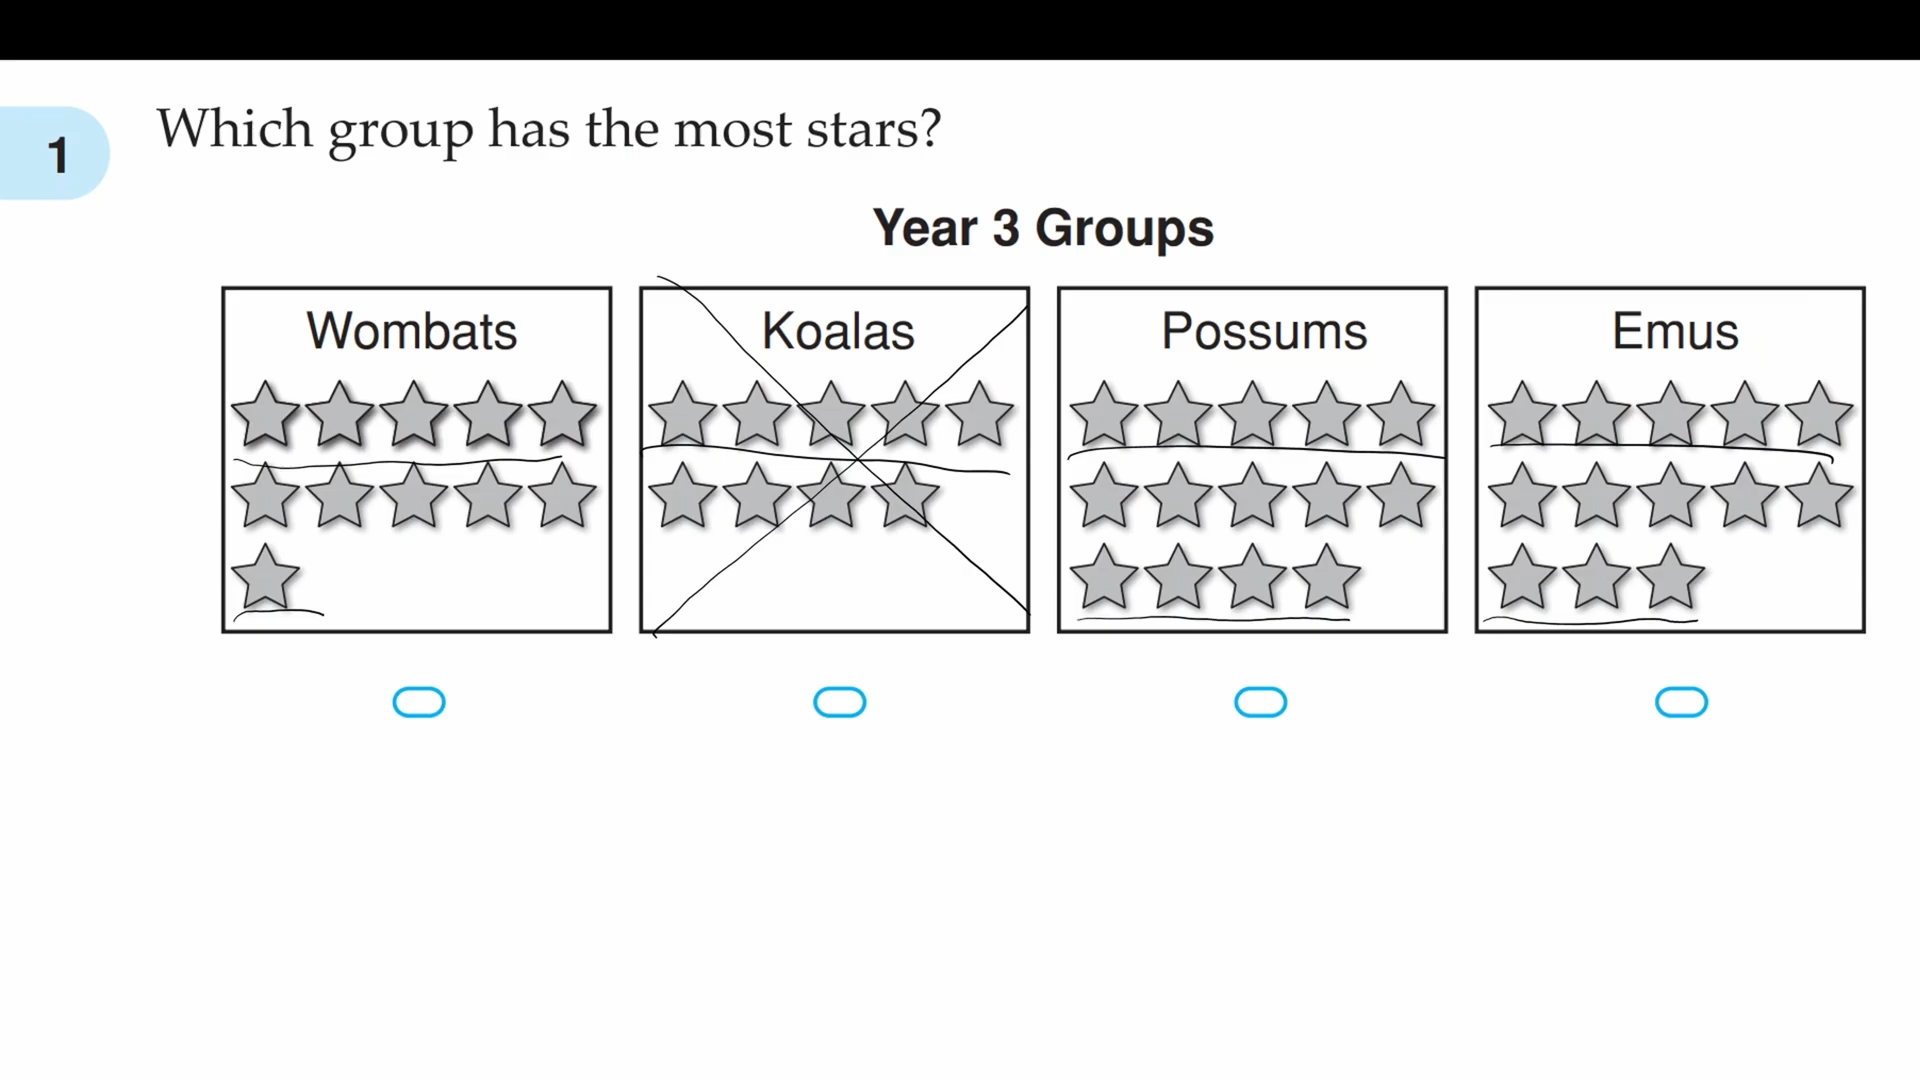 1
Which group has the most stars?
Year 3 Groups
Wombats
Koalas
Possums
Emus